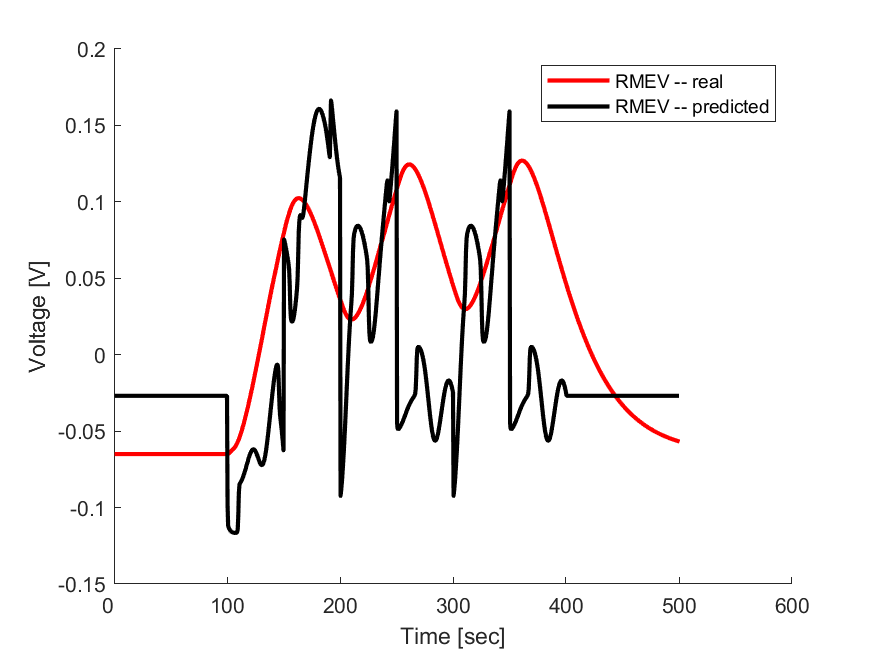 0.2
0.15
0.1
0.05
0
-0.05
-0.1
-0.15
Voltage [V]
RMEV -- real
RMEV -- predicted
0 100 200 300 400 500 600
Time [sec]